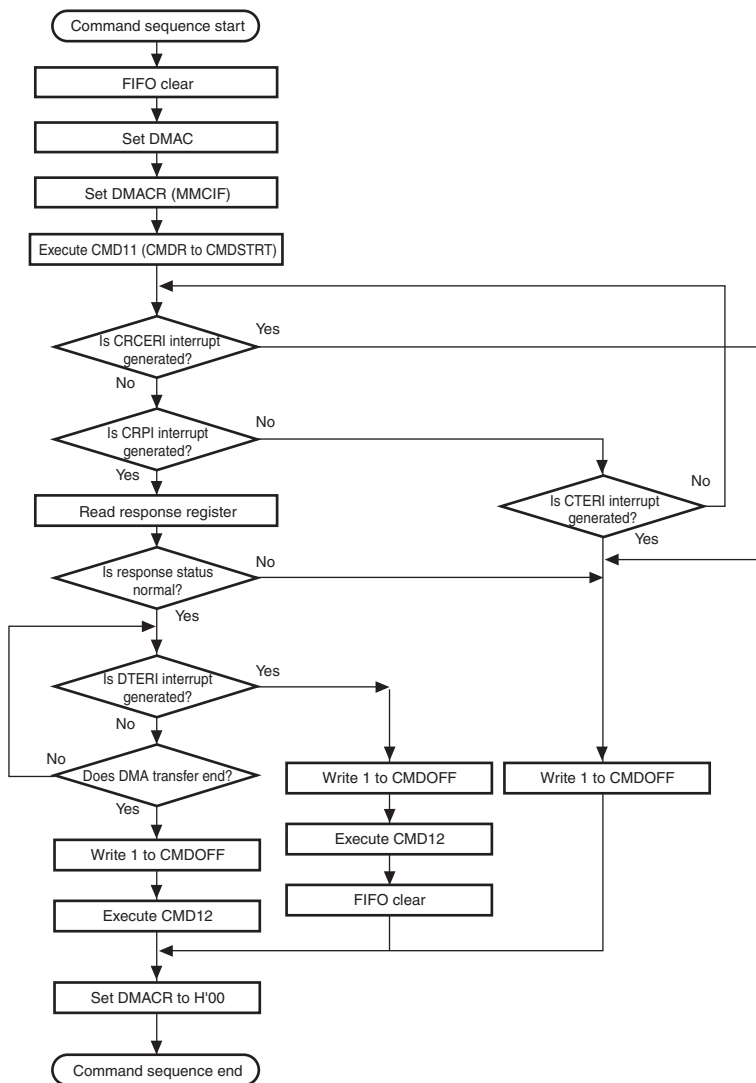 Command sequence start
FIFO clear
Set DMAC
Set DMACR (MMCIF)
Execute CMD11 (CMDR to CMDSTRT)
Is CRCERI interrupt
generated?
Yes
No
Is CRPI interrupt
generated?
No
Yes
Is CTERI interrupt
generated?
No
Yes
Read response register
Is response status
normal?
No
Yes
Is DTERI interrupt
generated?
Yes
No
Does DMA transfer end?
No
Yes
Write 1 to CMDOFF
Execute CMD12
Write 1 to CMDOFF
Execute CMD12
FIFO clear
Write 1 to CMDOFF
Set DMACR to H'00
Command sequence end